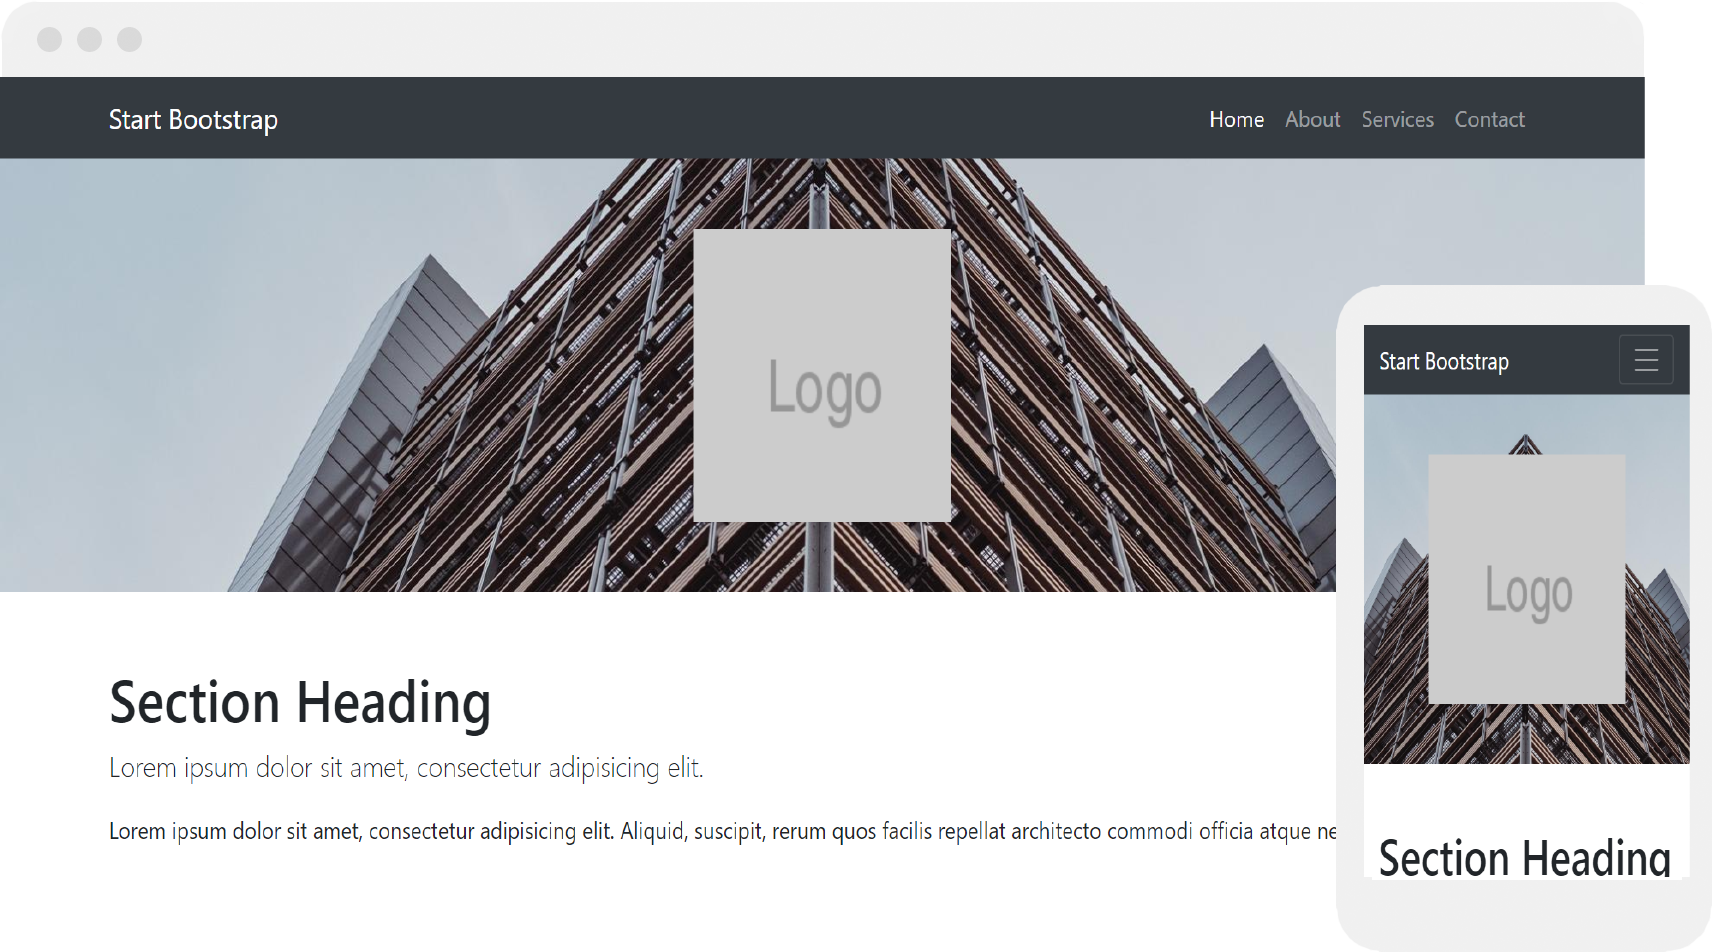 Start Bootstrap
Home About Services Contact
Logo
Section Heading
Lorem ipsum dolor sit amet, consectetur adipisicing elit.
Lorem ipsum dolor sit amet, consectetur adipisicing elit. Aliquid, suscipit, rerum quos facilis repellat architecto commodi officia atque ne
Start Bootstrap
Logo
Section Heading